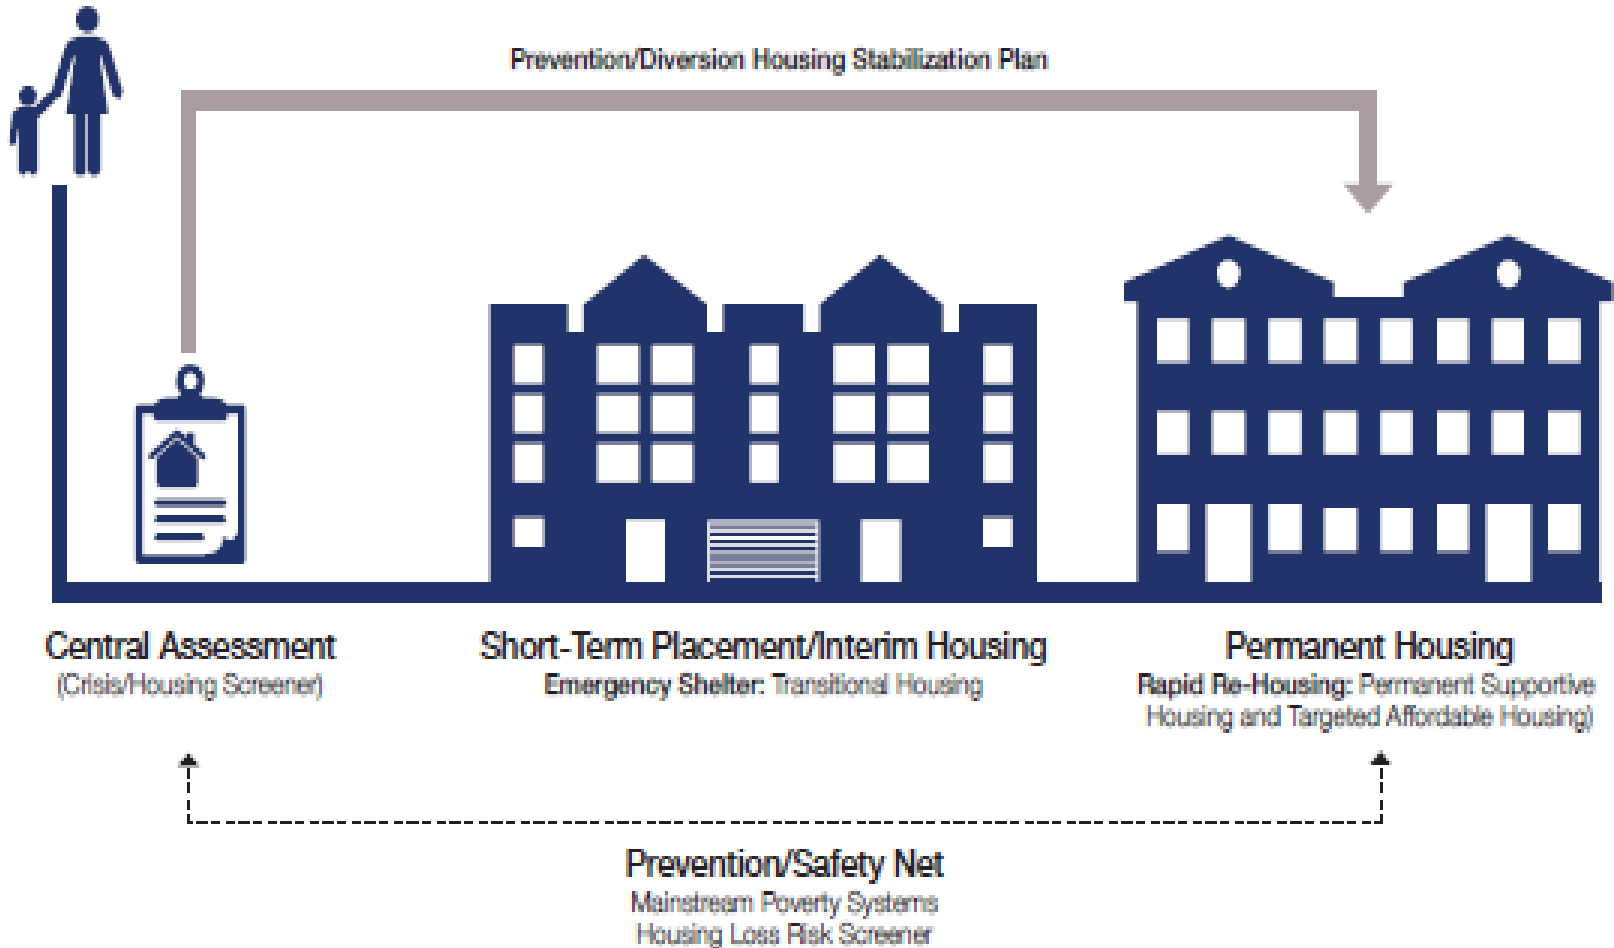 Prevention/Diversion Housing Stabilization Plan
Central Assessment
(Crisis/Housing Screener)
Short-Term Placement/Interim Housing
Emergency Shelter: Transitional Housing
Permanent Housing
Rapid Re-Housing: Permanent Supportive
Housing and Targeted Affordable Housing)
Prevention/Safety Net
Mainstream Poverty Systems
Housing Loss Risk Screener